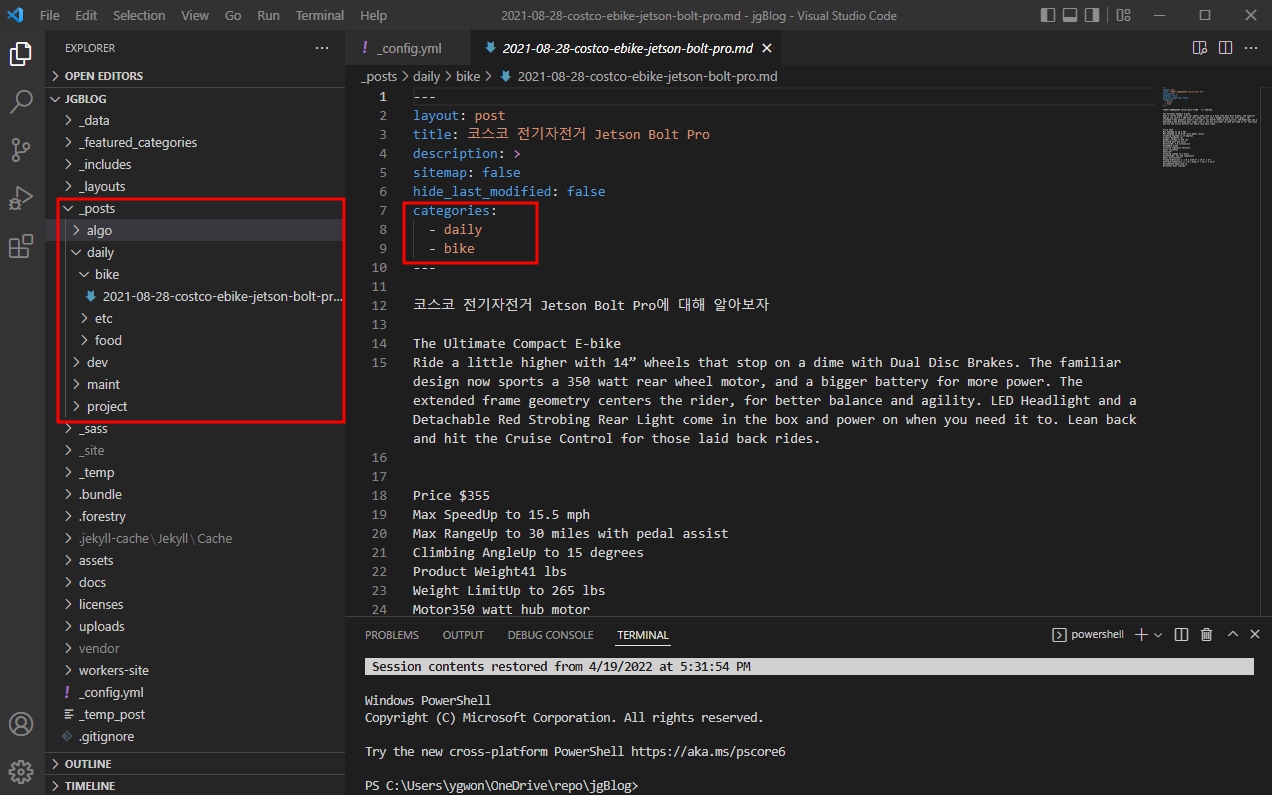 File Edit Selection View Go Run Terminal Help 2021-08-28-costco-ebike-jetson-bolt-pro.md - jgBlog - Visual Studio Code
EXPLORER
OPEN EDITORS
JGBLOG
_data
_featured_categories
_includes
_layouts
_posts
algo
daily
bike
2021-08-28-costco-ebike-jetson-bolt-pr...
etc
food
dev
maint
project
_sass
_site
_temp
.bundle
.forestry
.jekyll-cache\Jekyll\Cache
assets
docs
licenses
uploads
vendor
workers-site
! _config.yml
_temp_post
.gitignore
OUTLINE
TIMELINE
! _config.yml 2021-08-28-costco-ebike-jetson-bolt-pro.md
_posts > daily > bike > 2021-08-28-costco-ebike-jetson-bolt-pro.md
1 ---
2 layout: post
3 title: 코스코 전기자전거 Jetson Bolt Pro
4 description: >
5 sitemap: false
6 hide_last_modified: false
7 categories:
8 - daily
9 - bike
10 ---
11
12 코스코 전기자전거 Jetson Bolt Pro에 대해 알아보자
13
14 The Ultimate Compact E-bike
15 Ride a little higher with 14” wheels that stop on a dime with Dual Disc Brakes. The familiar
design now sports a 350 watt rear wheel motor, and a bigger battery for more power. The
extended frame geometry centers the rider, for better balance and agility. LED Headlight and a
Detachable Red Strobing Rear Light come in the box and power on when you need it to. Lean back
and hit the Cruise Control for those laid back rides.
16
17
18 Price $355
19 Max SpeedUp to 15.5 mph
20 Max RangeUp to 30 miles with pedal assist
21 Climbing AngleUp to 15 degrees
22 Product Weight41 lbs
23 Weight LimitUp to 265 lbs
24 Motor350 watt hub motor
PROBLEMS OUTPUT DEBUG CONSOLE TERMINAL powershell
Session contents restored from 4/19/2022 at 5:31:54 PM
Windows PowerShell
Copyright (C) Microsoft Corporation. All rights reserved.
Try the new cross-platform PowerShell https://aka.ms/pscore6
PS C:\Users\ygwon\OneDrive\repo\jgBlog>